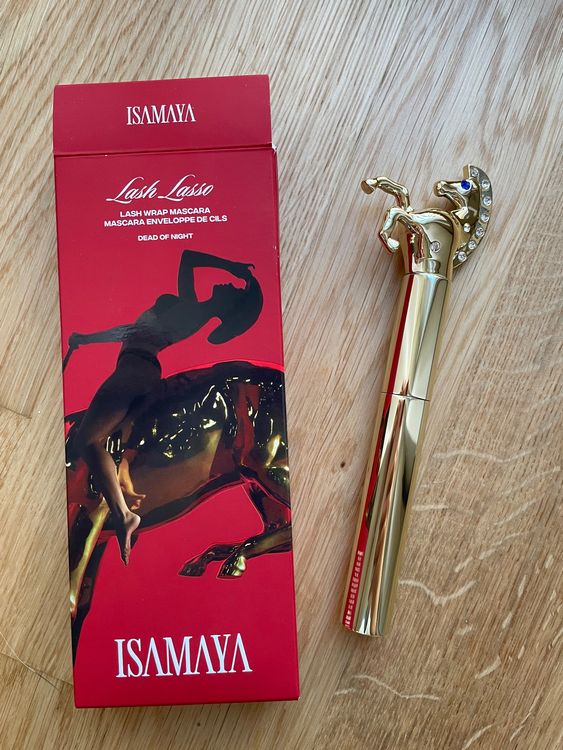 ISAMAYA
Lash Lasso
LASH WRAP MASCARA
MASCARA ENVELOPPE DE CILS
DEAD OF NIGHT
ISAMAYA